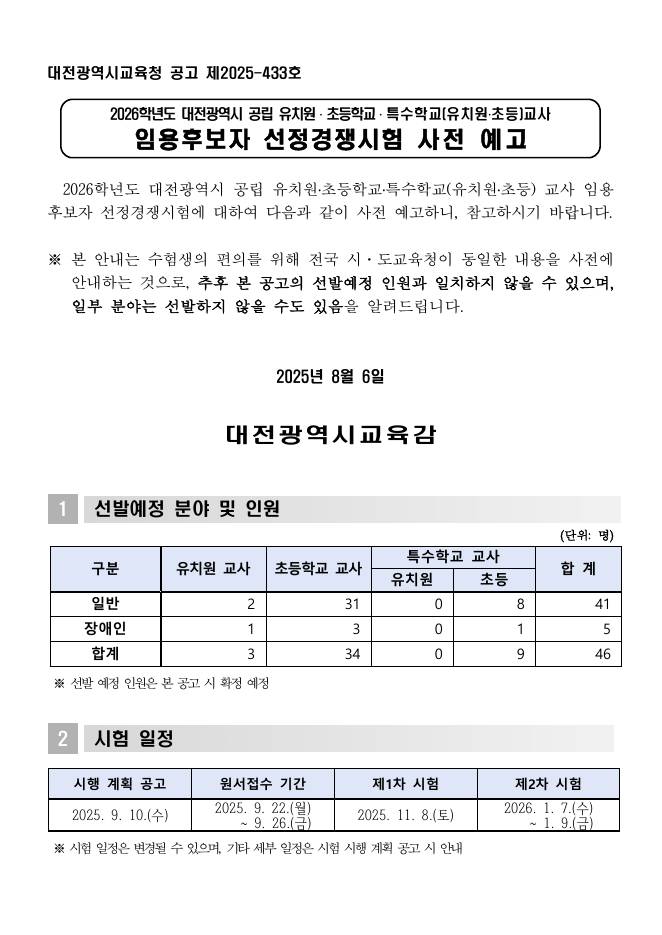 대전광역시교육청 공고 제2025-433호
2026학년도 대전광역시 공립 유치원·초등학교·특수학교(유치원·초등)교사
임용후보자 선정경쟁시험 사전 예고
2026학년도 대전광역시 공립 유치원·초등학교·특수학교(유치원·초등) 교사 임용
후보자 선정경쟁시험에 대하여 다음과 같이 사전 예고하니, 참고하시기 바랍니다.
※ 본 안내는 수험생의 편의를 위해 전국 시·도교육청이 동일한 내용을 사전에
안내하는 것으로, 추후 본 공고의 선발예정 인원과 일치하지 않을 수 있으며,
일부 분야는 선발하지 않을 수도 있음을 알려드립니다.
2025년 8월 6일
대전광역시교육감
1 선발예정 분야 및 인원
(단위: 명)
구분 유치원 교사 초등학교 교사 특수학교 교사 합 계
유치원 초등
일반 2 31 0 8 41
장애인 1 3 0 1 5
합계 3 34 0 9 46
※ 선발 예정 인원은 본 공고 시 확정 예정
2 시험 일정
시행 계획 공고 원서접수 기간 제1차 시험 제2차 시험
2025. 9. 10.(수) 2025. 9. 22.(월) 2025. 11. 8.(토) 2026. 1. 7.(수)
~ 9. 26.(금) ~ 1. 9.(금)
※ 시험 일정은 변경될 수 있으며, 기타 세부 일정은 시험 시행 계획 공고 시 안내